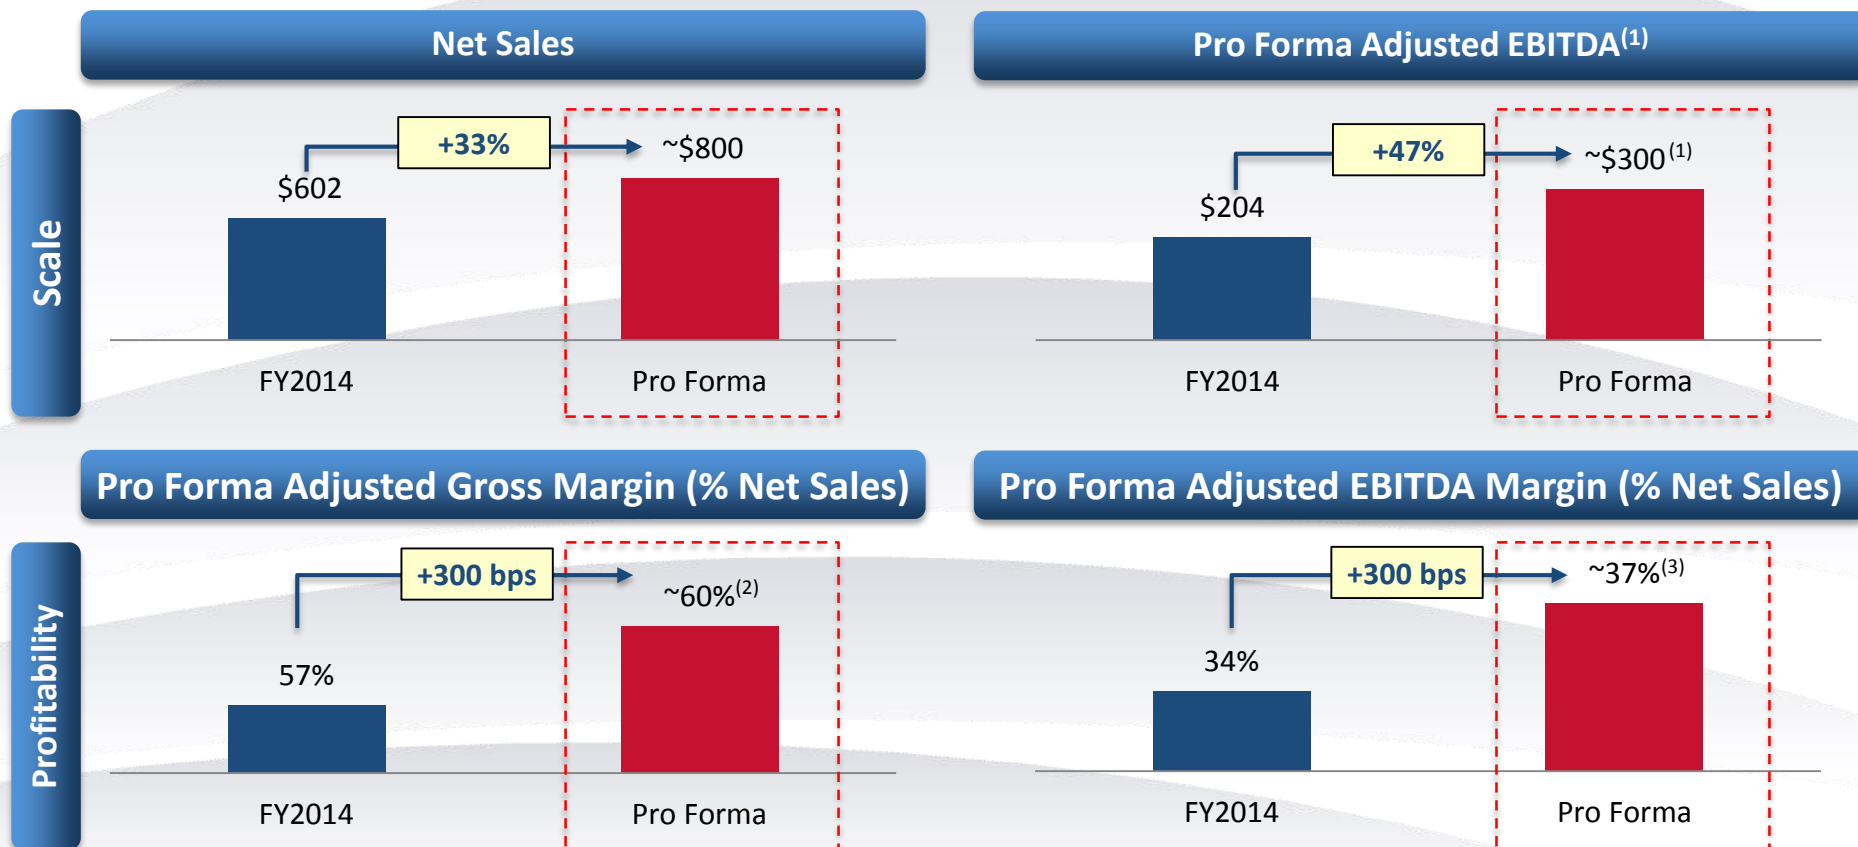 Net Sales
Pro Forma Adjusted EBITDA(1)
Scale
+33%
~$800
$602
FY2014
Pro Forma
+47%
~$300(1)
$204
FY2014
Pro Forma
Pro Forma Adjusted Gross Margin (% Net Sales)
Pro Forma Adjusted EBITDA Margin (% Net Sales)
Profitability
+300 bps
~60%(2)
57%
FY2014
Pro Forma
+300 bps
~37%(3)
34%
FY2014
Pro Forma